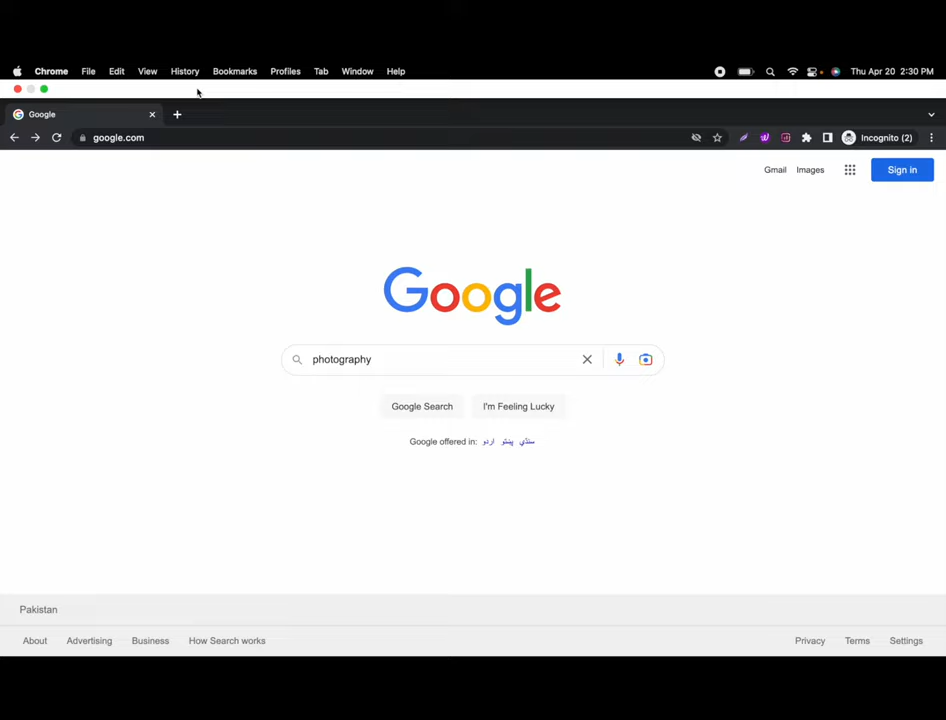 Chrome File Edit View History Bookmarks Profiles Tab Window Help Thu Apr 20 2:30 PM
Google
google.com Incognito (2)
Gmail Images Sign in
Google
photography
Google Search I'm Feeling Lucky
Google offered in: اردو پښتو سنڌي
Pakistan
About Advertising Business How Search works Privacy Terms Settings